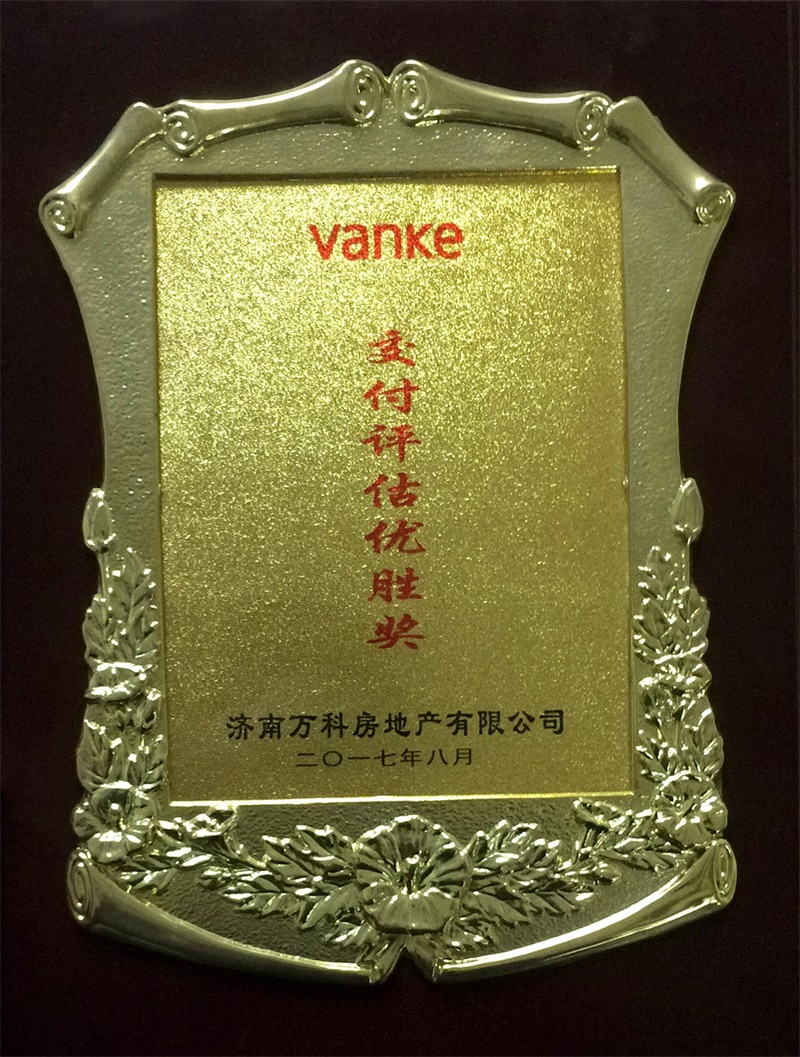 vanke
交付评估优胜奖
济南万科房地产有限公司
二〇一七年八月